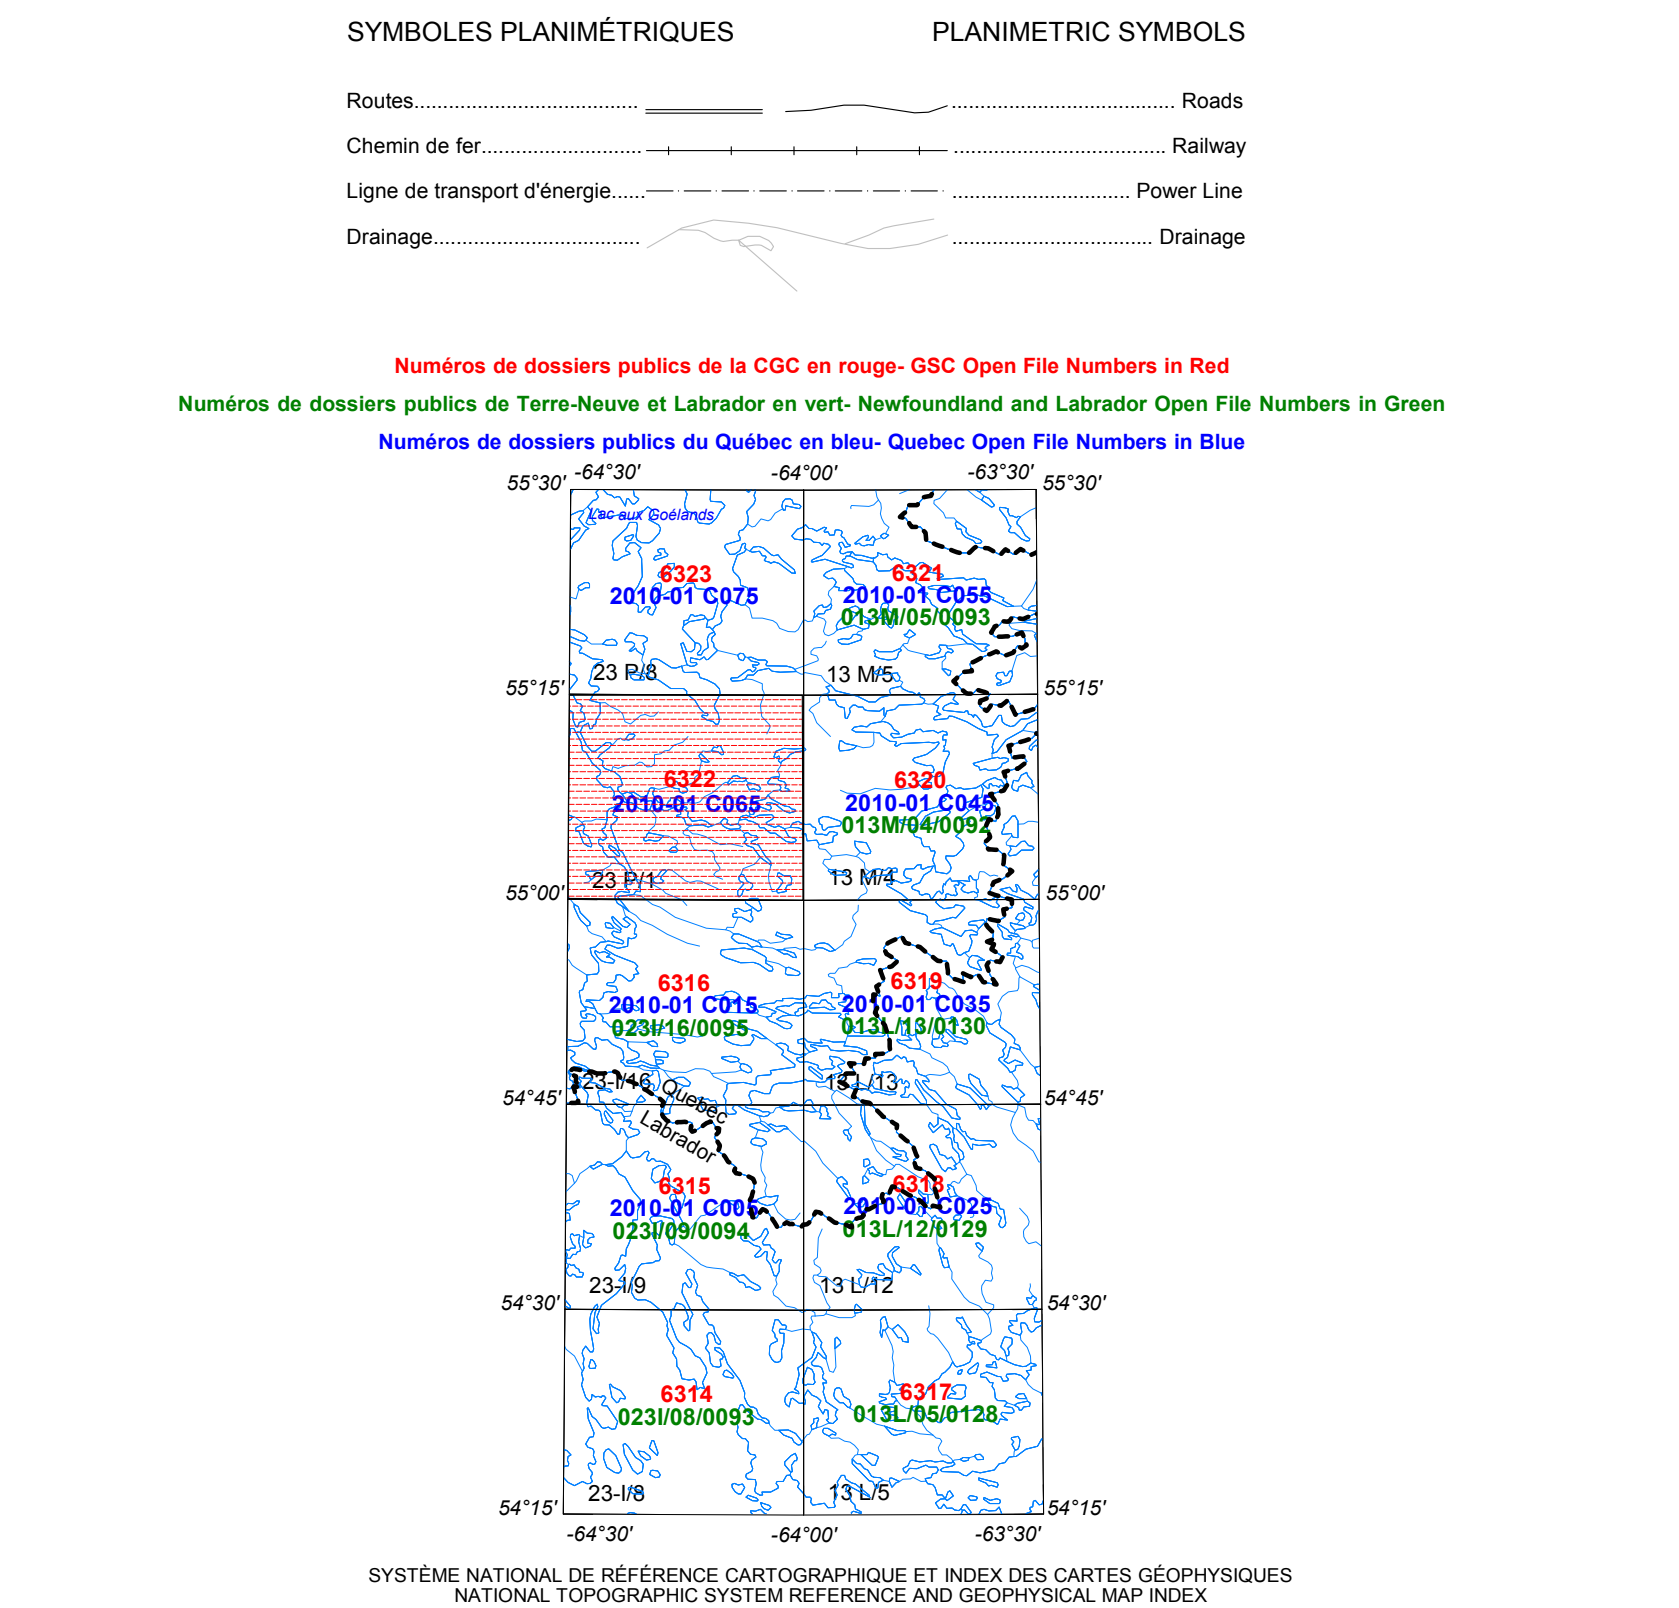 SYMBOLES PLANIMÉTRIQUES PLANIMETRIC SYMBOLS
Routes....................................... Roads
Chemin de fer............................ Railway
Ligne de transport d'énergie...... Power Line
Drainage.................................... Drainage
Numéros de dossiers publics de la CGC en rouge- GSC Open File Numbers in Red
Numéros de dossiers publics de Terre-Neuve et Labrador en vert- Newfoundland and Labrador Open File Numbers in Green
Numéros de dossiers publics du Québec en bleu- Quebec Open File Numbers in Blue
-64°30' -64°00' -63°30'
55°30' 55°30'
Lac aux Goélands
6323 6321
2010-01 C075 2010-01 C055
013M/05/0093
23 P/8 13 M/5
55°15' 55°15'
6322 6320
2010-01 C065 2010-01 C045
013M/04/0092
23 P/1 13 M/4
55°00' 55°00'
6316 6319
2010-01 C015 2010-01 C035
023I/16/0095 013L/13/0130
23-I/16 Quebec 13 L/13
54°45' 54°45'
Labrador
6315 6318
2010-01 C005 2010-01 C025
023I/09/0094 013L/12/0129
23-I/9 13 L/12
54°30' 54°30'
6314 6317
023I/08/0093 013L/05/0128
23-I/8 13 L/5
54°15' 54°15'
-64°30' -64°00' -63°30'
SYSTÈME NATIONAL DE RÉFÉRENCE CARTOGRAPHIQUE ET INDEX DES CARTES GÉOPHYSIQUES
NATIONAL TOPOGRAPHIC SYSTEM REFERENCE AND GEOPHYSICAL MAP INDEX